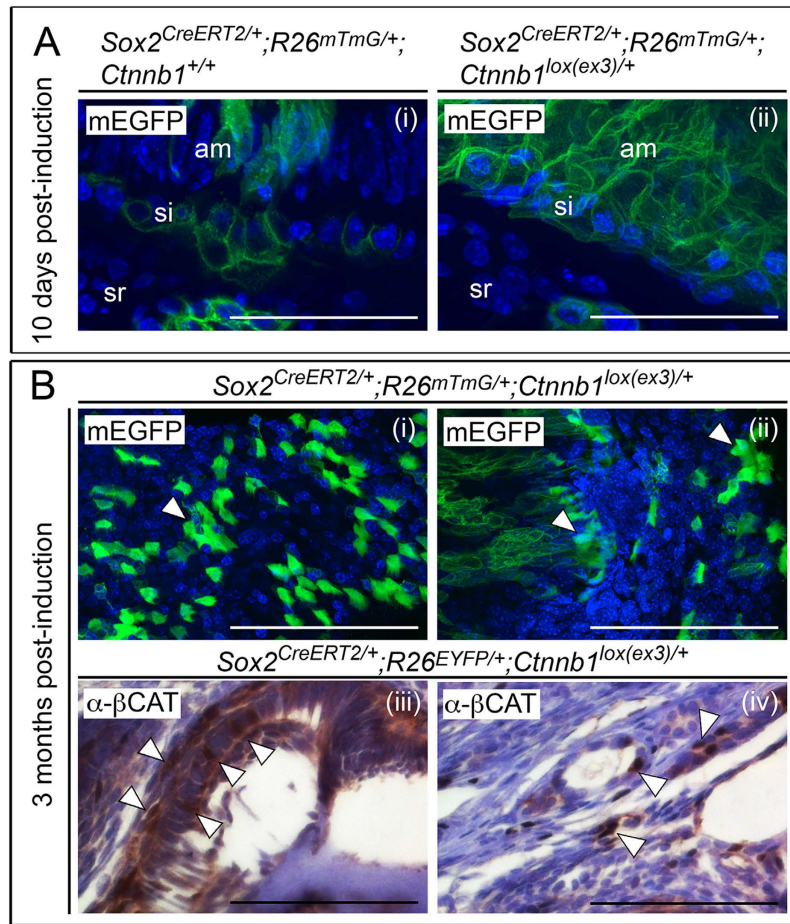 A
Sox2CreERT2/+;R26mTmG/+;
Ctnnb1+/+
Sox2CreERT2/+;R26mTmG/+;
Ctnnb1lox(ex3)/+
10 days post-induction
mEGFP
(i)
am
si
sr
mEGFP
(ii)
am
si
sr
B
Sox2CreERT2/+;R26mTmG/+;Ctnnb1lox(ex3)/+
3 months post-induction
mEGFP
(i)
mEGFP
(ii)
Sox2CreERT2/+;R26EYFP/+;Ctnnb1lox(ex3)/+
α-βCAT
(iii)
α-βCAT
(iv)